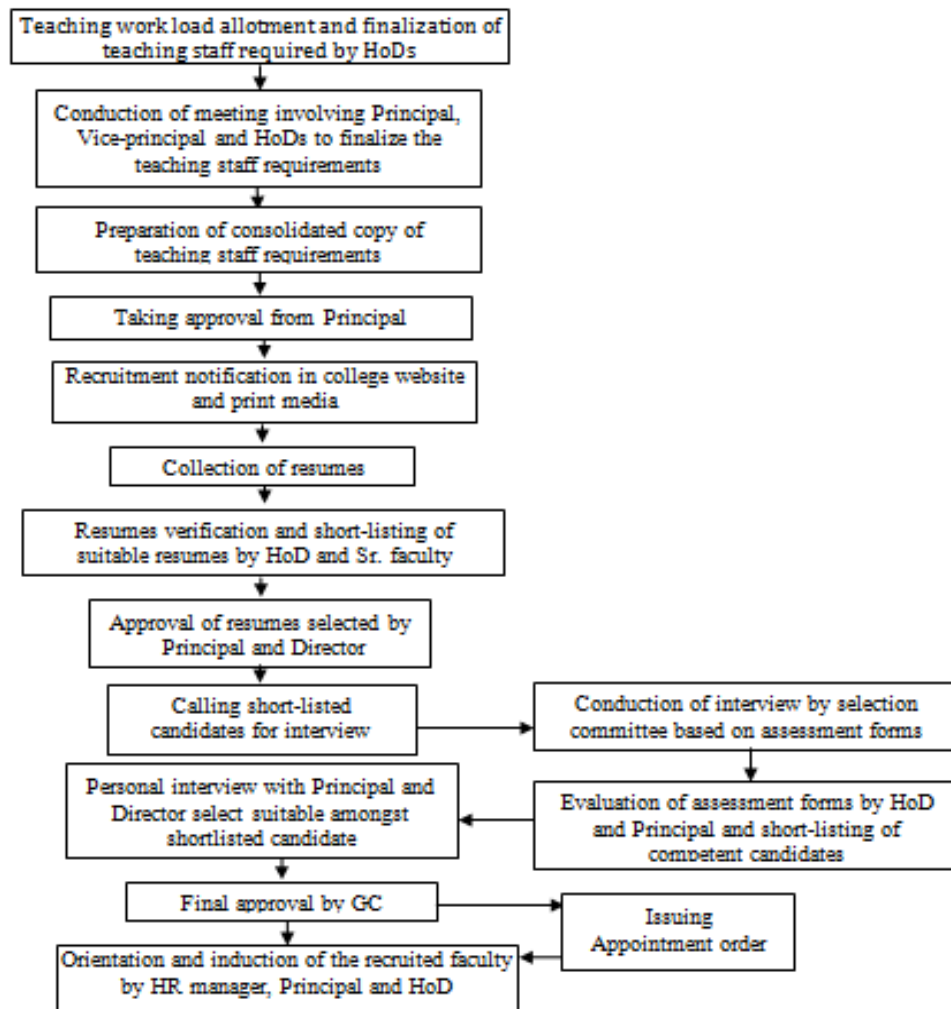 Teaching work load allotment and finalization of
teaching staff required by HoDs
Conduction of meeting involving Principal,
Vice-principal and HoDs to finalize the
teaching staff requirements
Preparation of consolidated copy of
teaching staff requirements
Taking approval from Principal
Recruitment notification in college website
and print media
Collection of resumes
Resumes verification and short-listing of
suitable resumes by HoD and Sr. faculty
Approval of resumes selected by
Principal and Director
Calling short-listed
candidates for interview
Conduction of interview by selection
committee based on assessment forms
Evaluation of assessment forms by HoD
and Principal and short-listing of
competent candidates
Personal interview with Principal and
Director select suitable amongst
shortlisted candidate
Final approval by GC
Issuing
Appointment order
Orientation and induction of the recruited faculty
by HR manager, Principal and HoD